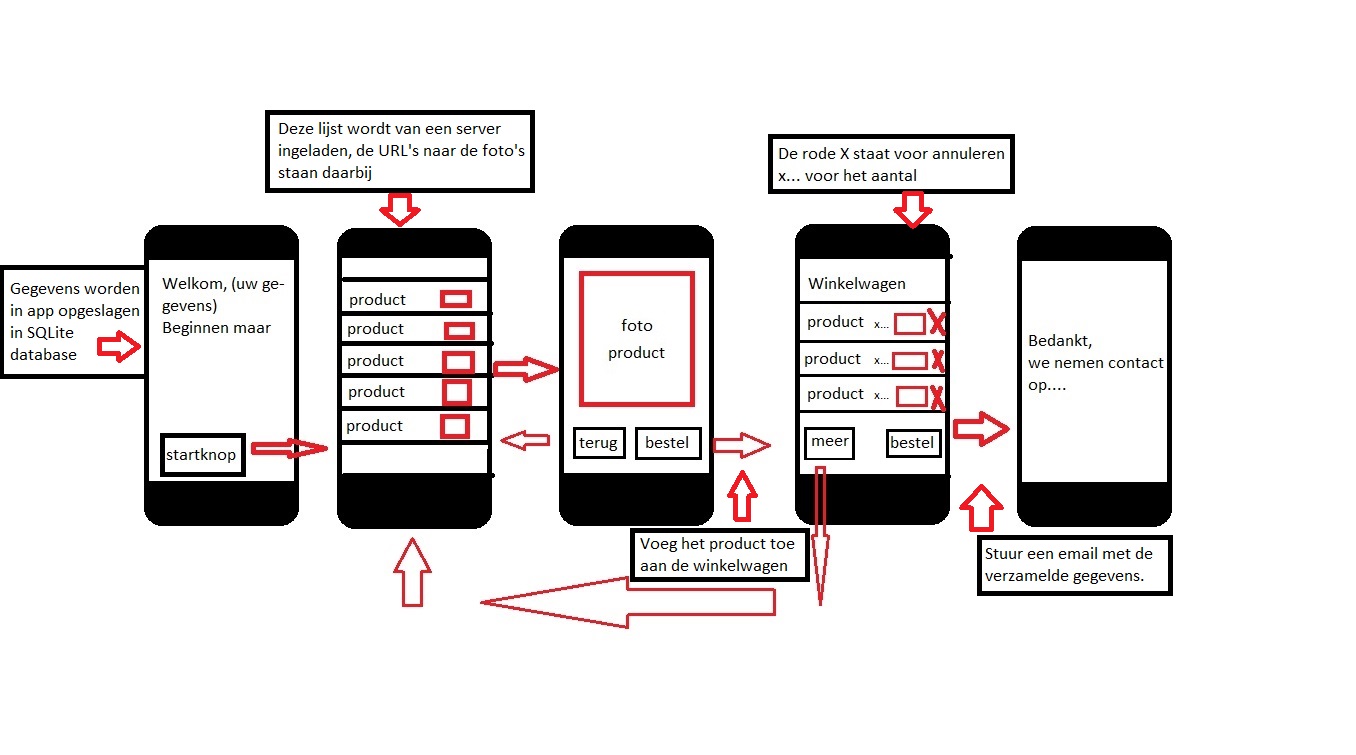 Deze lijst wordt van een server
ingeladen, de URL's naar de foto's
staan daarbij
De rode X staat voor annuleren
x... voor het aantal
Gegevens worden
in app opgeslagen
in SQLite
database
Welkom, (uw ge-
gevens)
Beginnen maar
startknop
product
product
product
product
product
foto
product
terug
bestel
Voeg het product toe
aan de winkelwagen
Winkelwagen
product x... X
product x... X
product x... X
meer
bestel
Bedankt,
we nemen contact
op....
Stuur een email met de
verzamelde gegevens.